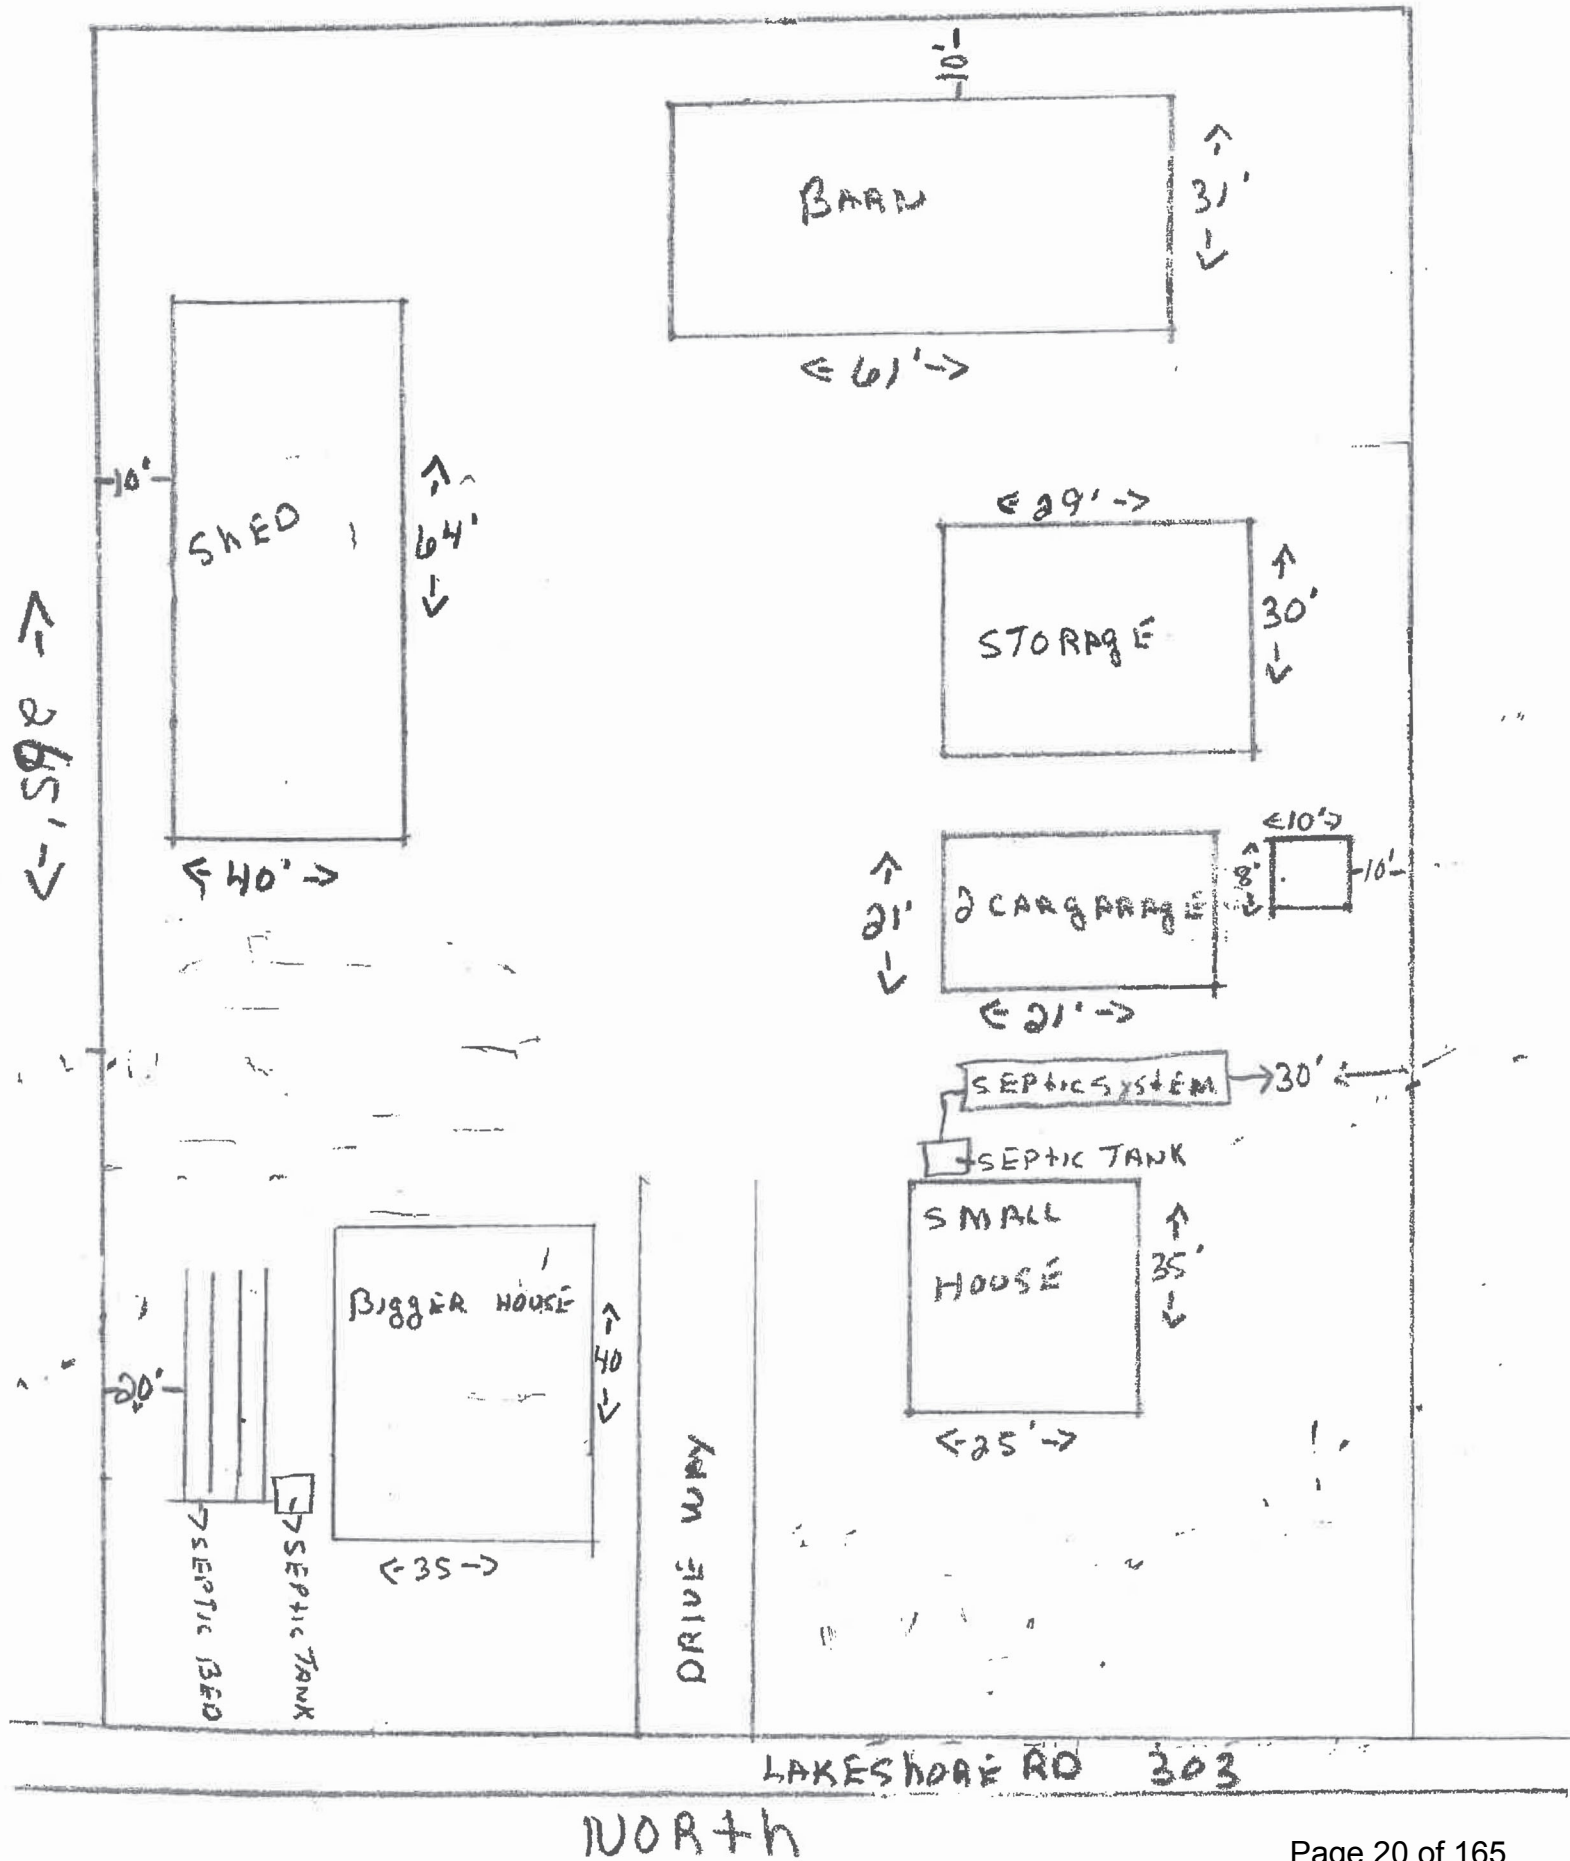 10'
BARN
31'
61'
10'
SHED
64'
29'
STORAgE
30'
265'
40'
10'
21'
2 CAR gARAgE
8'
10'
21'
SEPticSystEM
30'
SEPtIC TANK
SMALL
HOUSE
35'
BiggER HOUSE
40
20'
25'
35
DRIVE WAY
SEPTIC BED
SEPtIC TANK
LAKEShORE RD 303
NORth
Page 20 of 165